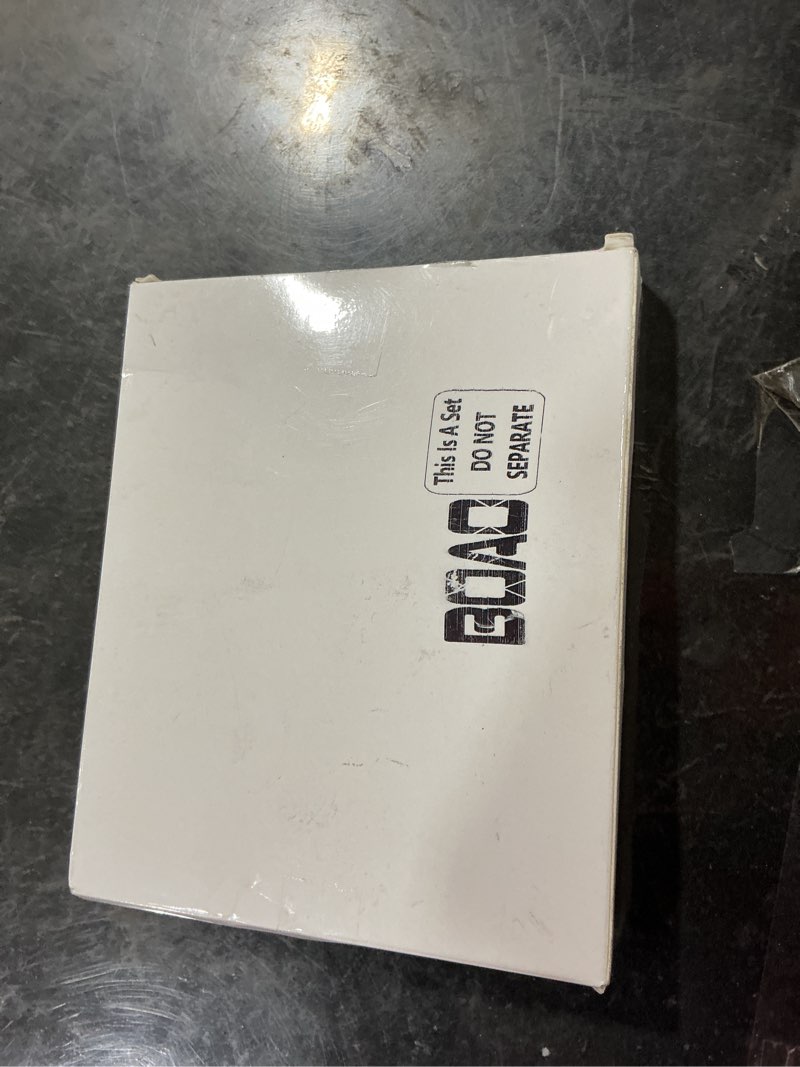 This Is A Set
DO NOT
SEPARATE
BOAO